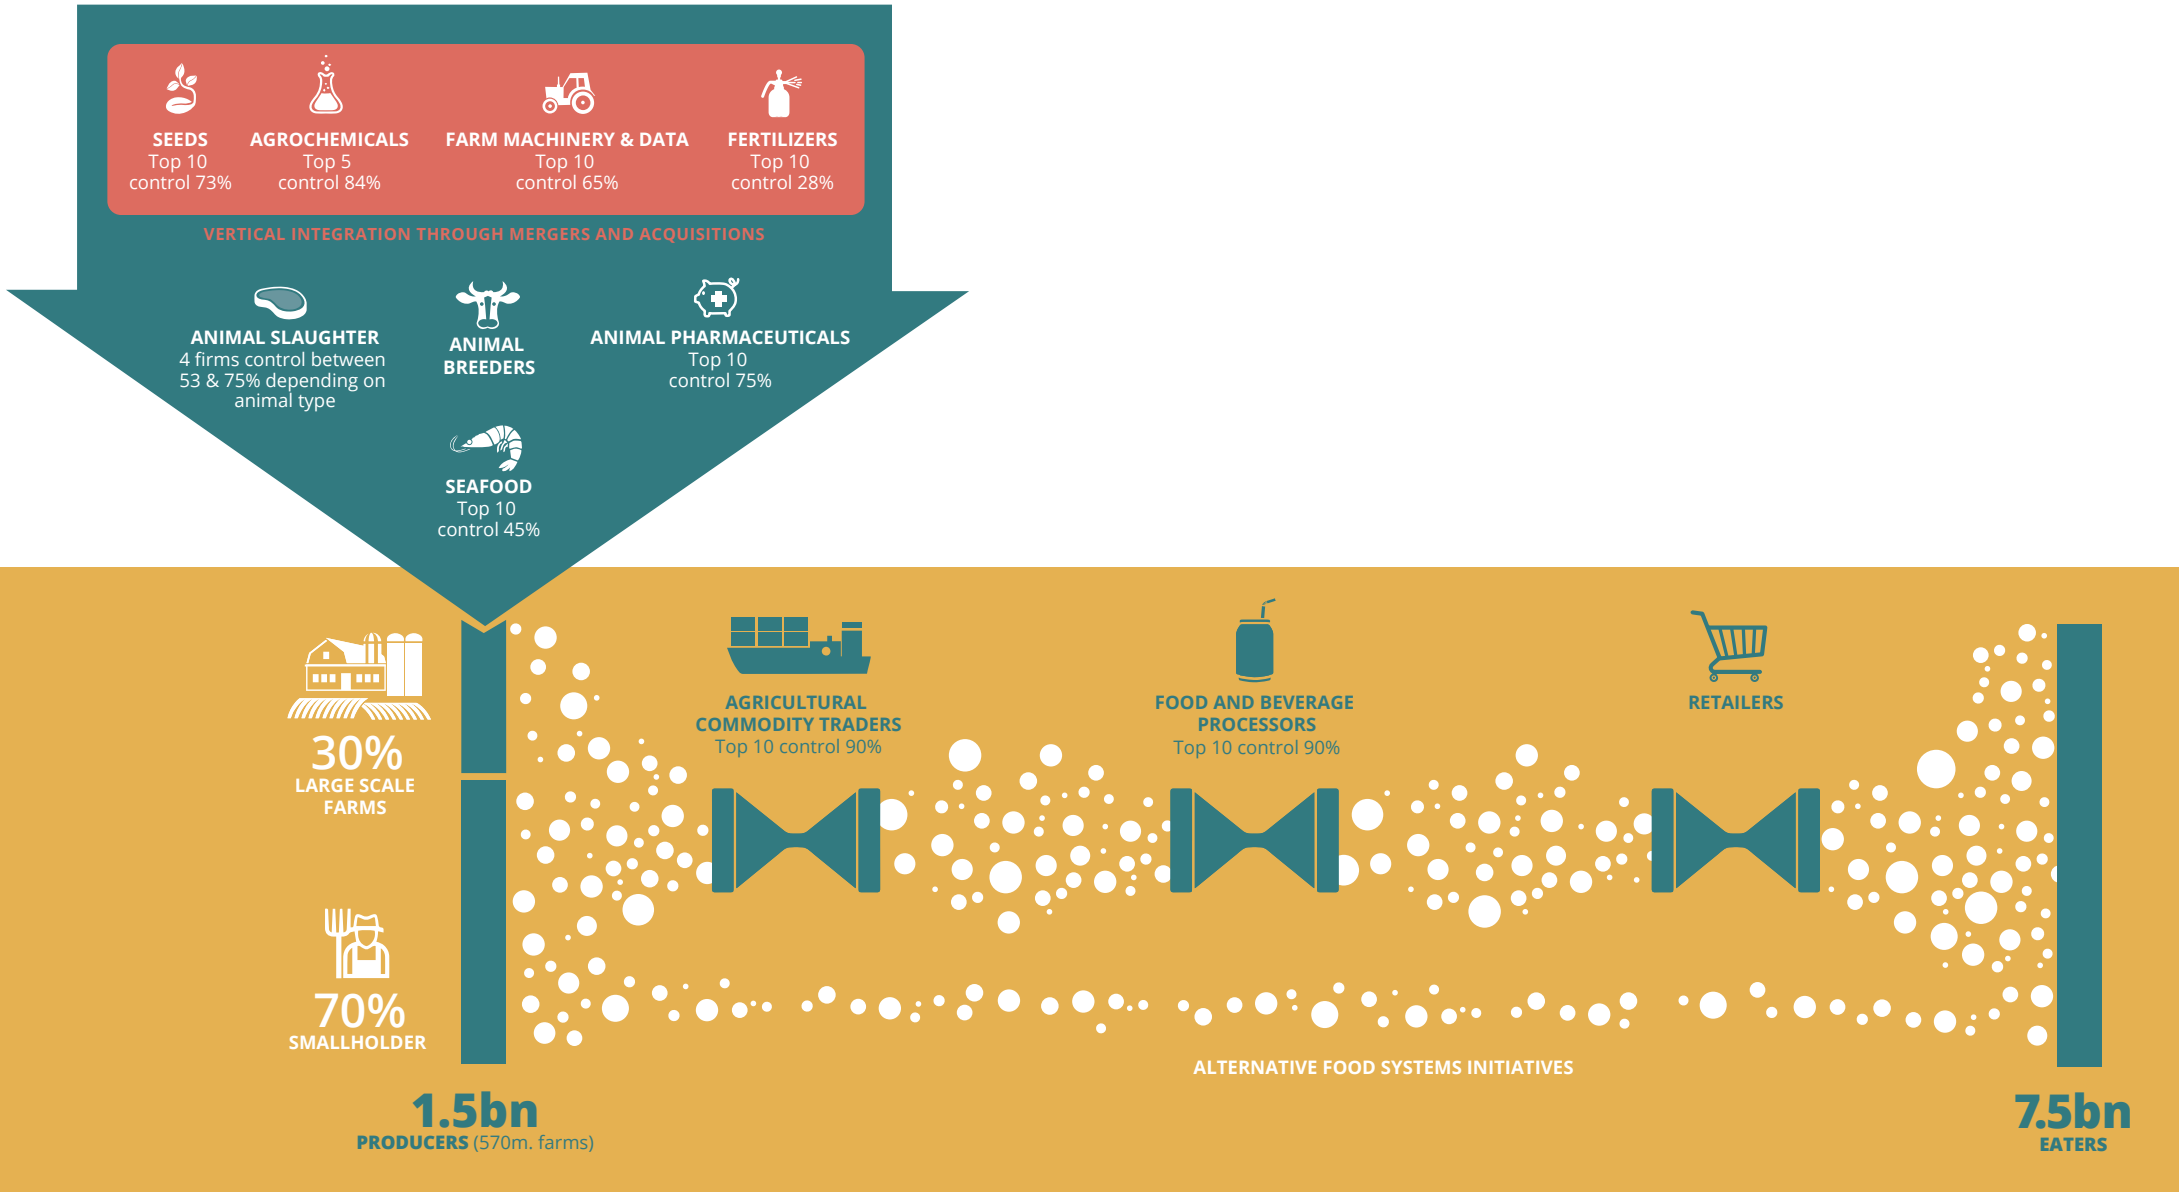 SEEDS
Top 10
control 73%
AGROCHEMICALS
Top 5
control 84%
FARM MACHINERY & DATA
Top 10
control 65%
FERTILIZERS
Top 10
control 28%
VERTICAL INTEGRATION THROUGH MERGERS AND ACQUISITIONS
ANIMAL SLAUGHTER
4 firms control between
53 & 75% depending on
animal type
ANIMAL
BREEDERS
ANIMAL PHARMACEUTICALS
Top 10
control 75%
SEAFOOD
Top 10
control 45%
30%
LARGE SCALE
FARMS
70%
SMALLHOLDER
1.5bn
PRODUCERS (570m. farms)
AGRICULTURAL
COMMODITY TRADERS
Top 10 control 90%
FOOD AND BEVERAGE
PROCESSORS
Top 10 control 90%
RETAILERS
ALTERNATIVE FOOD SYSTEMS INITIATIVES
7.5bn
EATERS